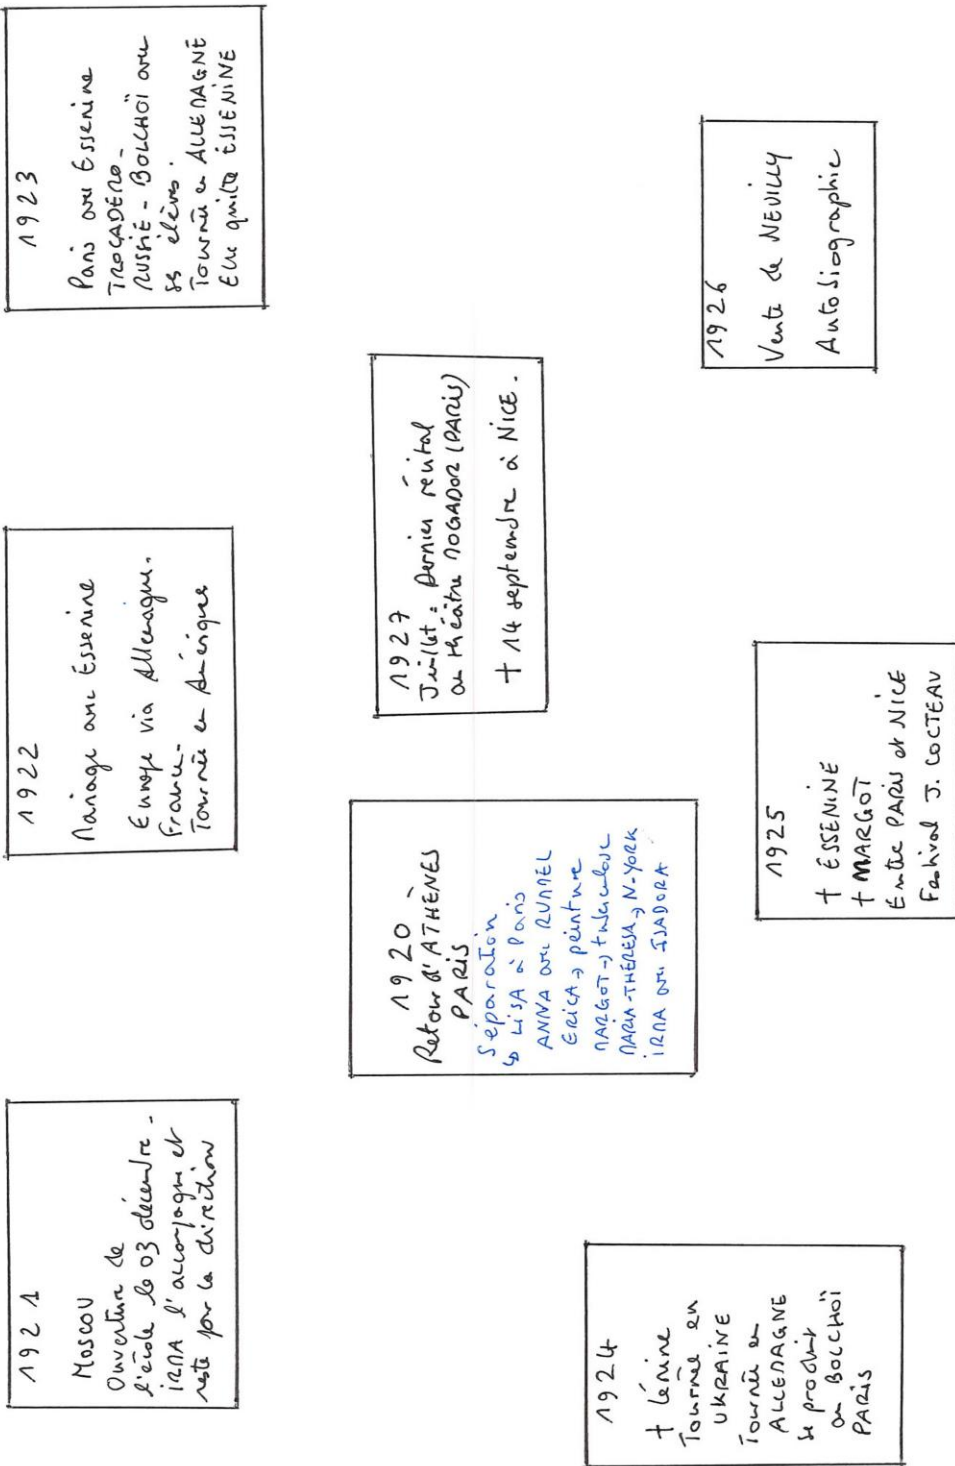 1921
MOSCOU
Ouverture de
l'école le 03 décembre -
IRMA l'accompagne et
reste pour la direction
1922
Mariage avec Essenine
Europe via Allemagne.
France.
Tournée en Amérique
1923
Paris avec Essenine
TROCADÉRO -
RUSSIE - BOLCHOÏ avec
ses élèves.
Tournée en ALLEMAGNE
Elle quitte ESSENINE
1920
Retour d'ATHÈNES
PARIS
Séparation
↳ LISA à Paris
ANNA avec RUMMEL
ERICA → peinture
MARGOT → tuberculose
MARIA-THERESA → N-YORK
IRMA avec ISADORA
1927
Juillet : Dernier récital
au théâtre MOGADOR (PARIS)
+ 14 septembre à NICE.
1924
+ Lénine
Tournée en
UKRAINE
Tournée en
ALLEMAGNE
se produit
au BOLCHOÏ
PARIS
1925
+ ESSENINE
+ MARGOT
Entre PARIS et NICE
Festival J. COCTEAU
1926
Vente de NEUILLY
Autobiographie